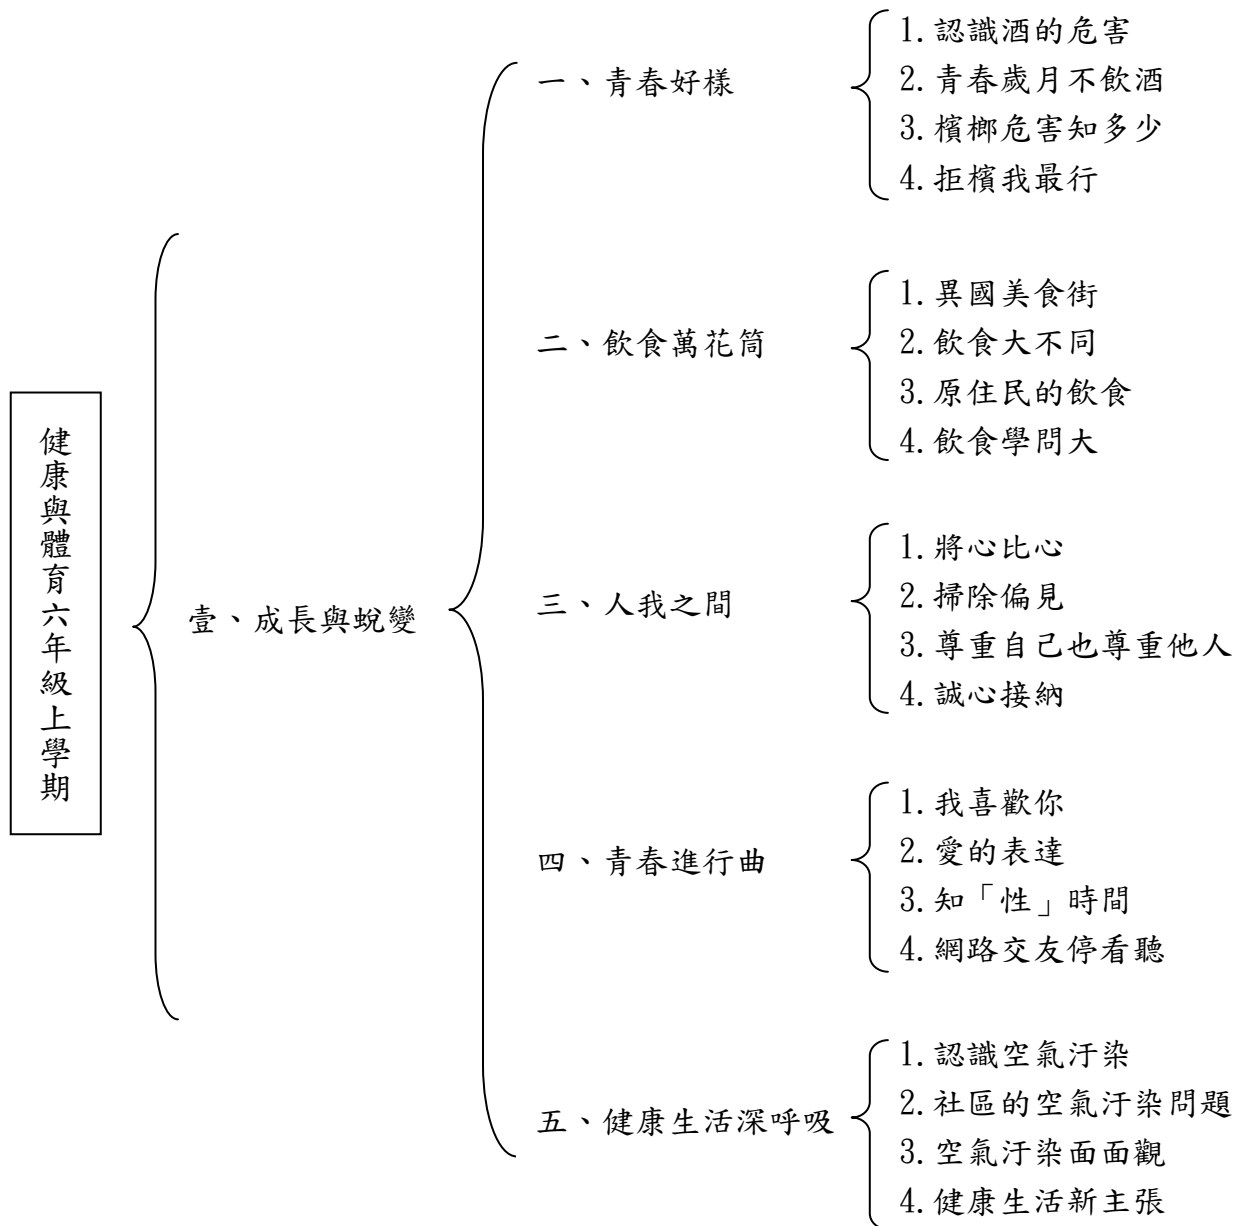 健康與體育六年級上學期
壹、成長與蛻變
一、青春好樣
1.認識酒的危害
2.青春歲月不飲酒
3.檳榔危害知多少
4.拒檳我最行
二、飲食萬花筒
1.異國美食街
2.飲食大不同
3.原住民的飲食
4.飲食學問大
三、人我之間
1.將心比心
2.掃除偏見
3.尊重自己也尊重他人
4.誠心接納
四、青春進行曲
1.我喜歡你
2.愛的表達
3.知「性」時間
4.網路交友停看聽
五、健康生活深呼吸
1.認識空氣汙染
2.社區的空氣汙染問題
3.空氣汙染面面觀
4.健康生活新主張